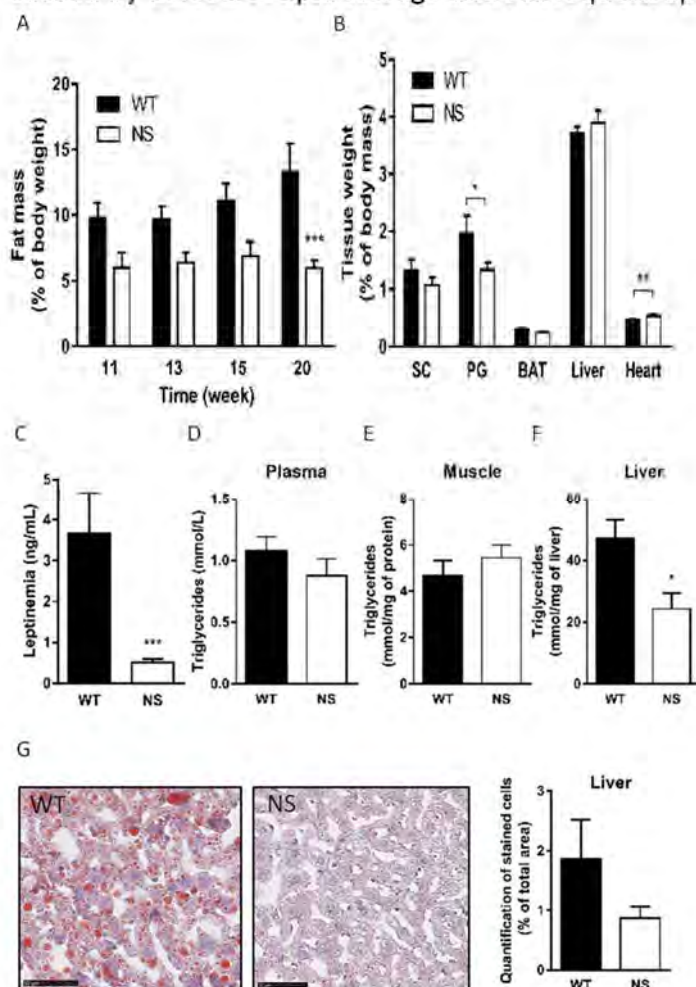 A
B
20
15
10
5
0
Fat mass
(% of body weight)
WT
NS
***
11 13 15 20
Time (week)
5
4
3
2
1
0
Tissue weight
(% of body mass)
WT
NS
*
**
SC PG BAT Liver Heart
C D E F
5
4
3
2
1
0
Leptinemia (ng/mL)
***
WT NS
Plasma
1.5
1.0
0.5
0.0
Triglycerides (mmol/L)
WT NS
Muscle
8
6
4
2
0
Triglycerides
(mmol/mg of protein)
WT NS
Liver
60
40
20
0
Triglycerides
(mmol/mg of liver)
*
WT NS
G
WT
NS
Liver
3
2
1
0
Quantification of stained cells
(% of total area)
WT NS